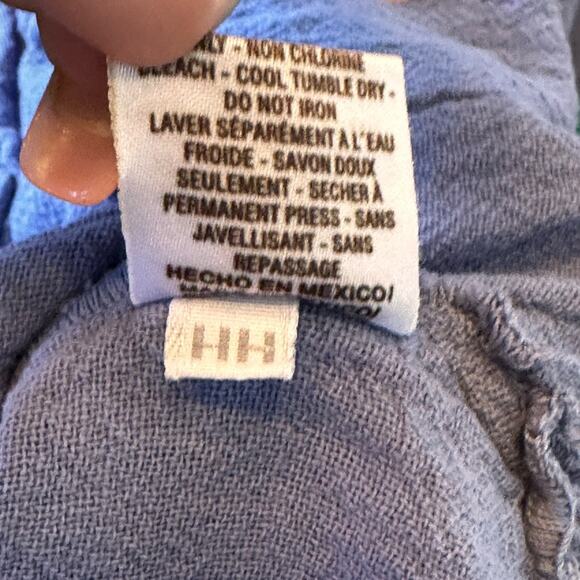 NON CHLORINE
BLEACH - COOL TUMBLE DRY -
DO NOT IRON
LAVER SÉPARÉMENT À L'EAU
FROIDE - SAVON DOUX
SEULEMENT - SECHER À
PERMANENT PRESS - SANS
JAVELLISANT - SANS
REPASSAGE
HECHO EN MEXICO/
HH